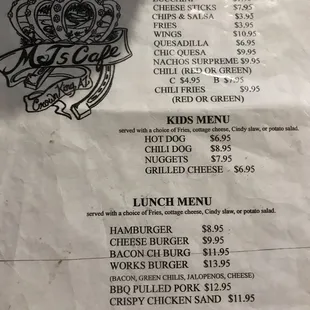 MJ's Cafe
CHEESE STICKS $7.95
CHIPS & SALSA $3.95
FRIES $3.95
WINGS $10.95
QUESADILLA $6.95
CHIC QUESA $9.95
NACHOS SURPREME $9.95
CHILI (RED OR GREEN)
C $4.95 B
CHILI FRIES $9.95
(RED OR GREEN)
KIDS MENU
served with a choice of Fries, cottage cheese, Cindy slaw, or potato salad.
HOT DOG $6.95
CHILI DOG $8.95
NUGGETS $7.95
GRILLED CHEESE $6.95
LUNCH MENU
served with a choice of Fries, cottage cheese, Cindy slaw, or potato salad.
HAMBURGER $8.95
CHEESE BURGER $9.95
BACON CH BURG $11.95
WORKS BURGER $13.95
(BACON, GREEN CHILIS, JALOPENOS, CHEESE)
BBQ PULLED PORK $12.95
CRISPY CHICKEN SAND $11.95